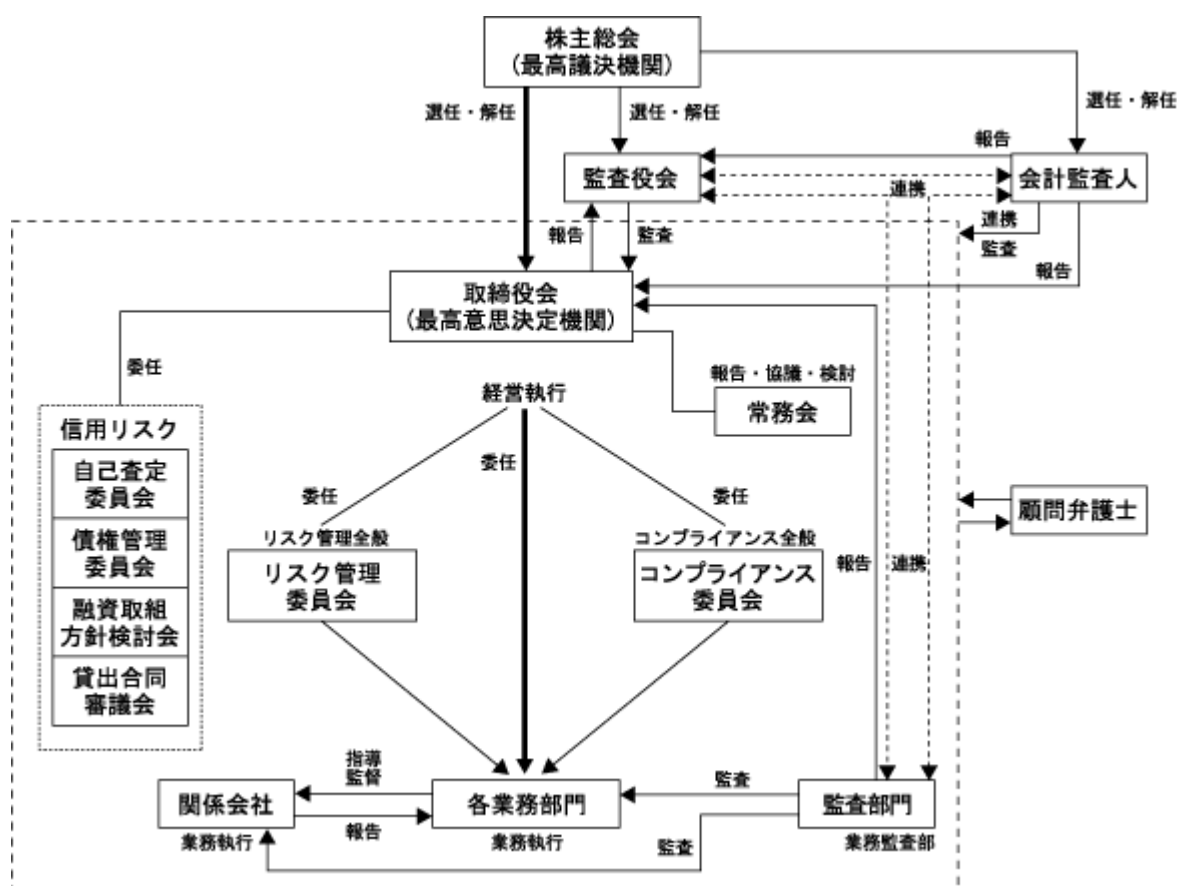 株主総会
(最高議決機関)
選任・解任
選任・解任
選任・解任
報告
監査役会
会計監査人
連携
連携
報告
監査
監査
報告
取締役会
(最高意思決定機関)
委任
報告・協議・検討
経営執行
常務会
信用リスク
委任
自己査定
委員会
委任
委任
債権管理
委員会
リスク管理全般
コンプライアンス全般
顧問弁護士
リスク管理
委員会
コンプライアンス
委員会
報告
連携
融資取組
方針検討会
貸出合同
審議会
指導
監督
監査
関係会社
各業務部門
監査部門
業務執行
報告
業務執行
監査
業務監査部